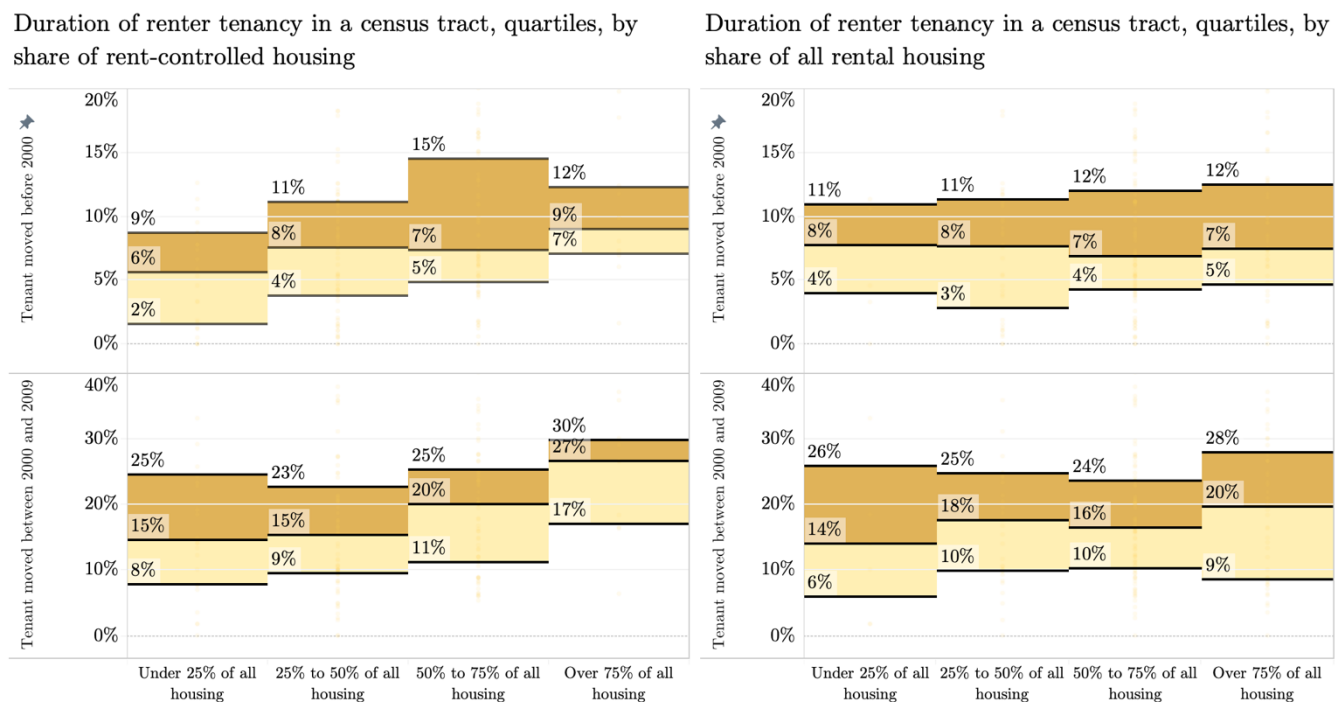 Duration of renter tenancy in a census tract, quartiles, by
share of rent-controlled housing
20%
15%
10%
5%
0%
Tenant moved before 2000
9%
6%
2%
11%
8%
4%
15%
7%
5%
12%
9%
7%
40%
30%
20%
10%
0%
Tenant moved between 2000 and 2009
25%
15%
8%
23%
15%
9%
25%
20%
11%
30%
27%
17%
Under 25% of all
housing
25% to 50% of all
housing
50% to 75% of all
housing
Over 75% of all
housing
Duration of renter tenancy in a census tract, quartiles, by
share of all rental housing
20%
15%
10%
5%
0%
Tenant moved before 2000
11%
8%
4%
11%
8%
3%
12%
7%
4%
12%
7%
5%
40%
30%
20%
10%
0%
Tenant moved between 2000 and 2009
26%
14%
6%
25%
18%
10%
24%
16%
10%
28%
20%
9%
Under 25% of all
housing
25% to 50% of all
housing
50% to 75% of all
housing
Over 75% of all
housing